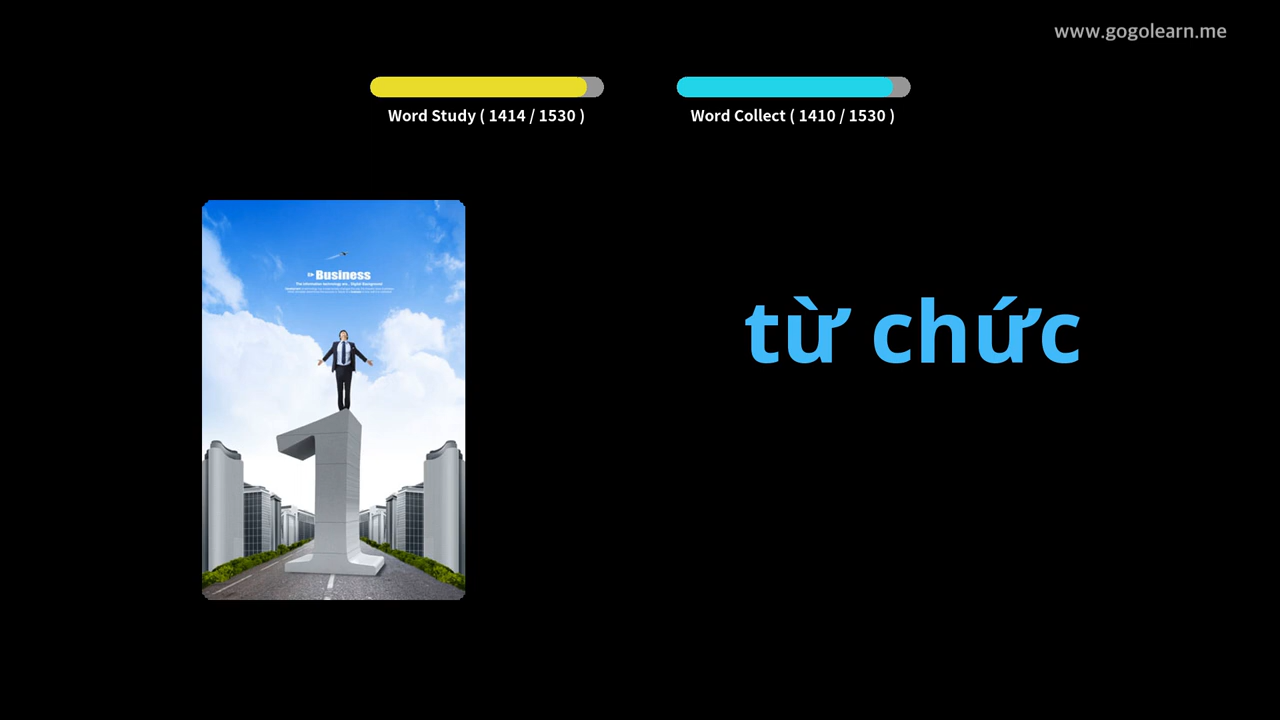 www.gogolearn.me
Word Study ( 1414 / 1530 )
Word Collect ( 1410 / 1530 )
Business
từ chức